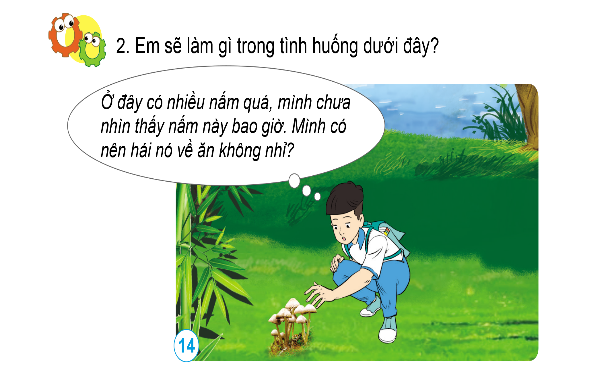 2. Em sẽ làm gì trong tình huống dưới đây?
Ở đây có nhiều nấm quá, mình chưa
nhìn thấy nấm này bao giờ. Mình có
nên hái nó về ăn không nhỉ?
14